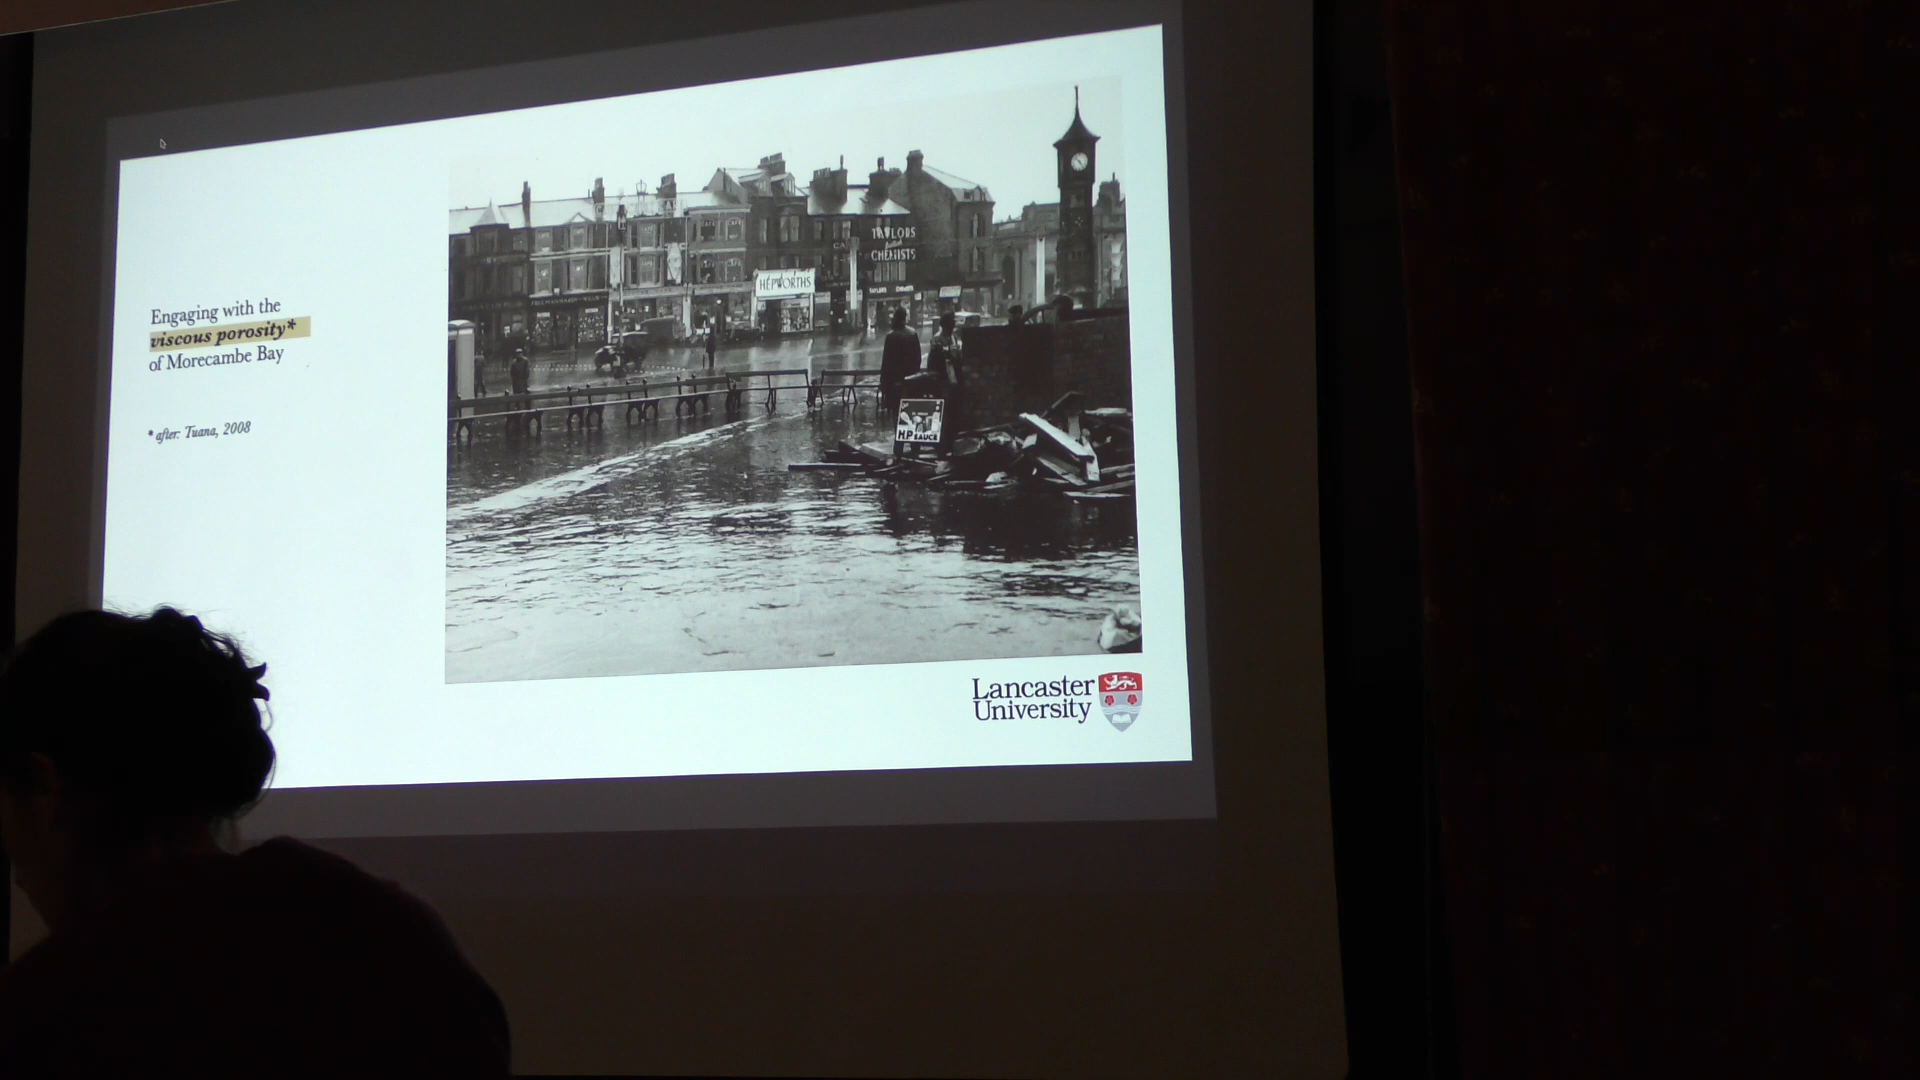 Engaging with the
viscous porosity*
of Morecambe Bay
* after: Tuana, 2008
TAYLORS
CHEMISTS
HEPWORTHS
HP SAUCE
Lancaster
University